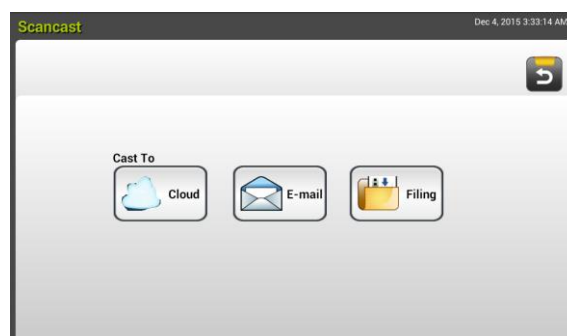 Scancast
Dec 4, 2015 3:33:14 AM
Cast To
Cloud
E-mail
Filing